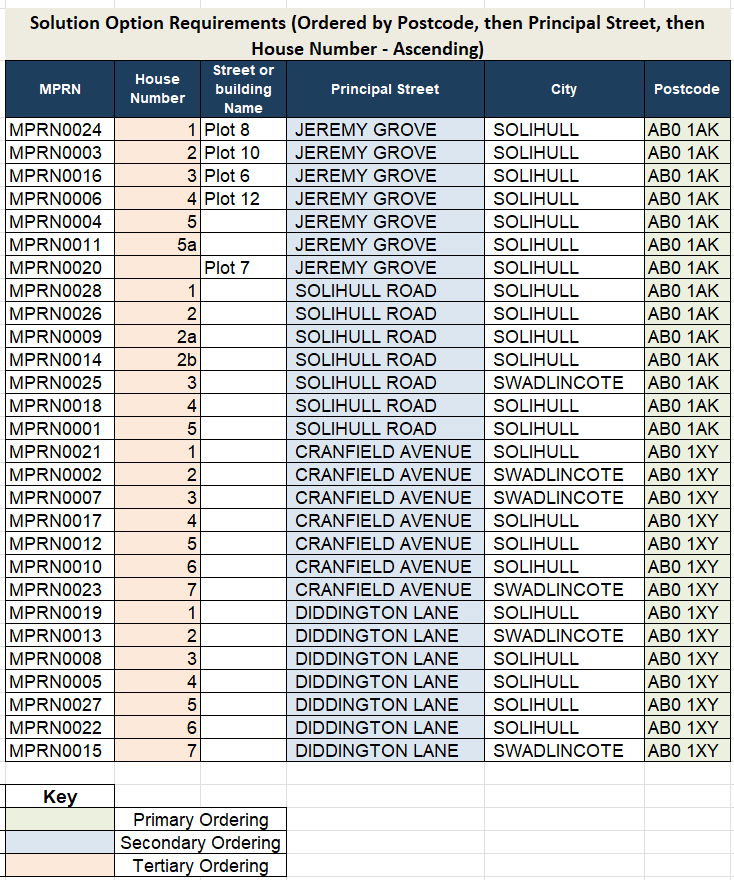 Solution Option Requirements (Ordered by Postcode, then Principal Street, then
House Number - Ascending)
MPRN House Number Street or building Name Principal Street City Postcode
MPRN0024 1 Plot 8 JEREMY GROVE SOLIHULL AB0 1AK
MPRN0003 2 Plot 10 JEREMY GROVE SOLIHULL AB0 1AK
MPRN0016 3 Plot 6 JEREMY GROVE SOLIHULL AB0 1AK
MPRN0006 4 Plot 12 JEREMY GROVE SOLIHULL AB0 1AK
MPRN0004 5 JEREMY GROVE SOLIHULL AB0 1AK
MPRN0011 5a JEREMY GROVE SOLIHULL AB0 1AK
MPRN0020 Plot 7 JEREMY GROVE SOLIHULL AB0 1AK
MPRN0028 1 SOLIHULL ROAD SOLIHULL AB0 1AK
MPRN0026 2 SOLIHULL ROAD SOLIHULL AB0 1AK
MPRN0009 2a SOLIHULL ROAD SOLIHULL AB0 1AK
MPRN0014 2b SOLIHULL ROAD SOLIHULL AB0 1AK
MPRN0025 3 SOLIHULL ROAD SWADLINCOTE AB0 1AK
MPRN0018 4 SOLIHULL ROAD SOLIHULL AB0 1AK
MPRN0001 5 SOLIHULL ROAD SOLIHULL AB0 1AK
MPRN0021 1 CRANFIELD AVENUE SOLIHULL AB0 1XY
MPRN0002 2 CRANFIELD AVENUE SWADLINCOTE AB0 1XY
MPRN0007 3 CRANFIELD AVENUE SWADLINCOTE AB0 1XY
MPRN0017 4 CRANFIELD AVENUE SOLIHULL AB0 1XY
MPRN0012 5 CRANFIELD AVENUE SOLIHULL AB0 1XY
MPRN0010 6 CRANFIELD AVENUE SOLIHULL AB0 1XY
MPRN0023 7 CRANFIELD AVENUE SWADLINCOTE AB0 1XY
MPRN0019 1 DIDDINGTON LANE SOLIHULL AB0 1XY
MPRN0013 2 DIDDINGTON LANE SWADLINCOTE AB0 1XY
MPRN0008 3 DIDDINGTON LANE SOLIHULL AB0 1XY
MPRN0005 4 DIDDINGTON LANE SOLIHULL AB0 1XY
MPRN0027 5 DIDDINGTON LANE SOLIHULL AB0 1XY
MPRN0022 6 DIDDINGTON LANE SOLIHULL AB0 1XY
MPRN0015 7 DIDDINGTON LANE SWADLINCOTE AB0 1XY
Key
Primary Ordering
Secondary Ordering
Tertiary Ordering